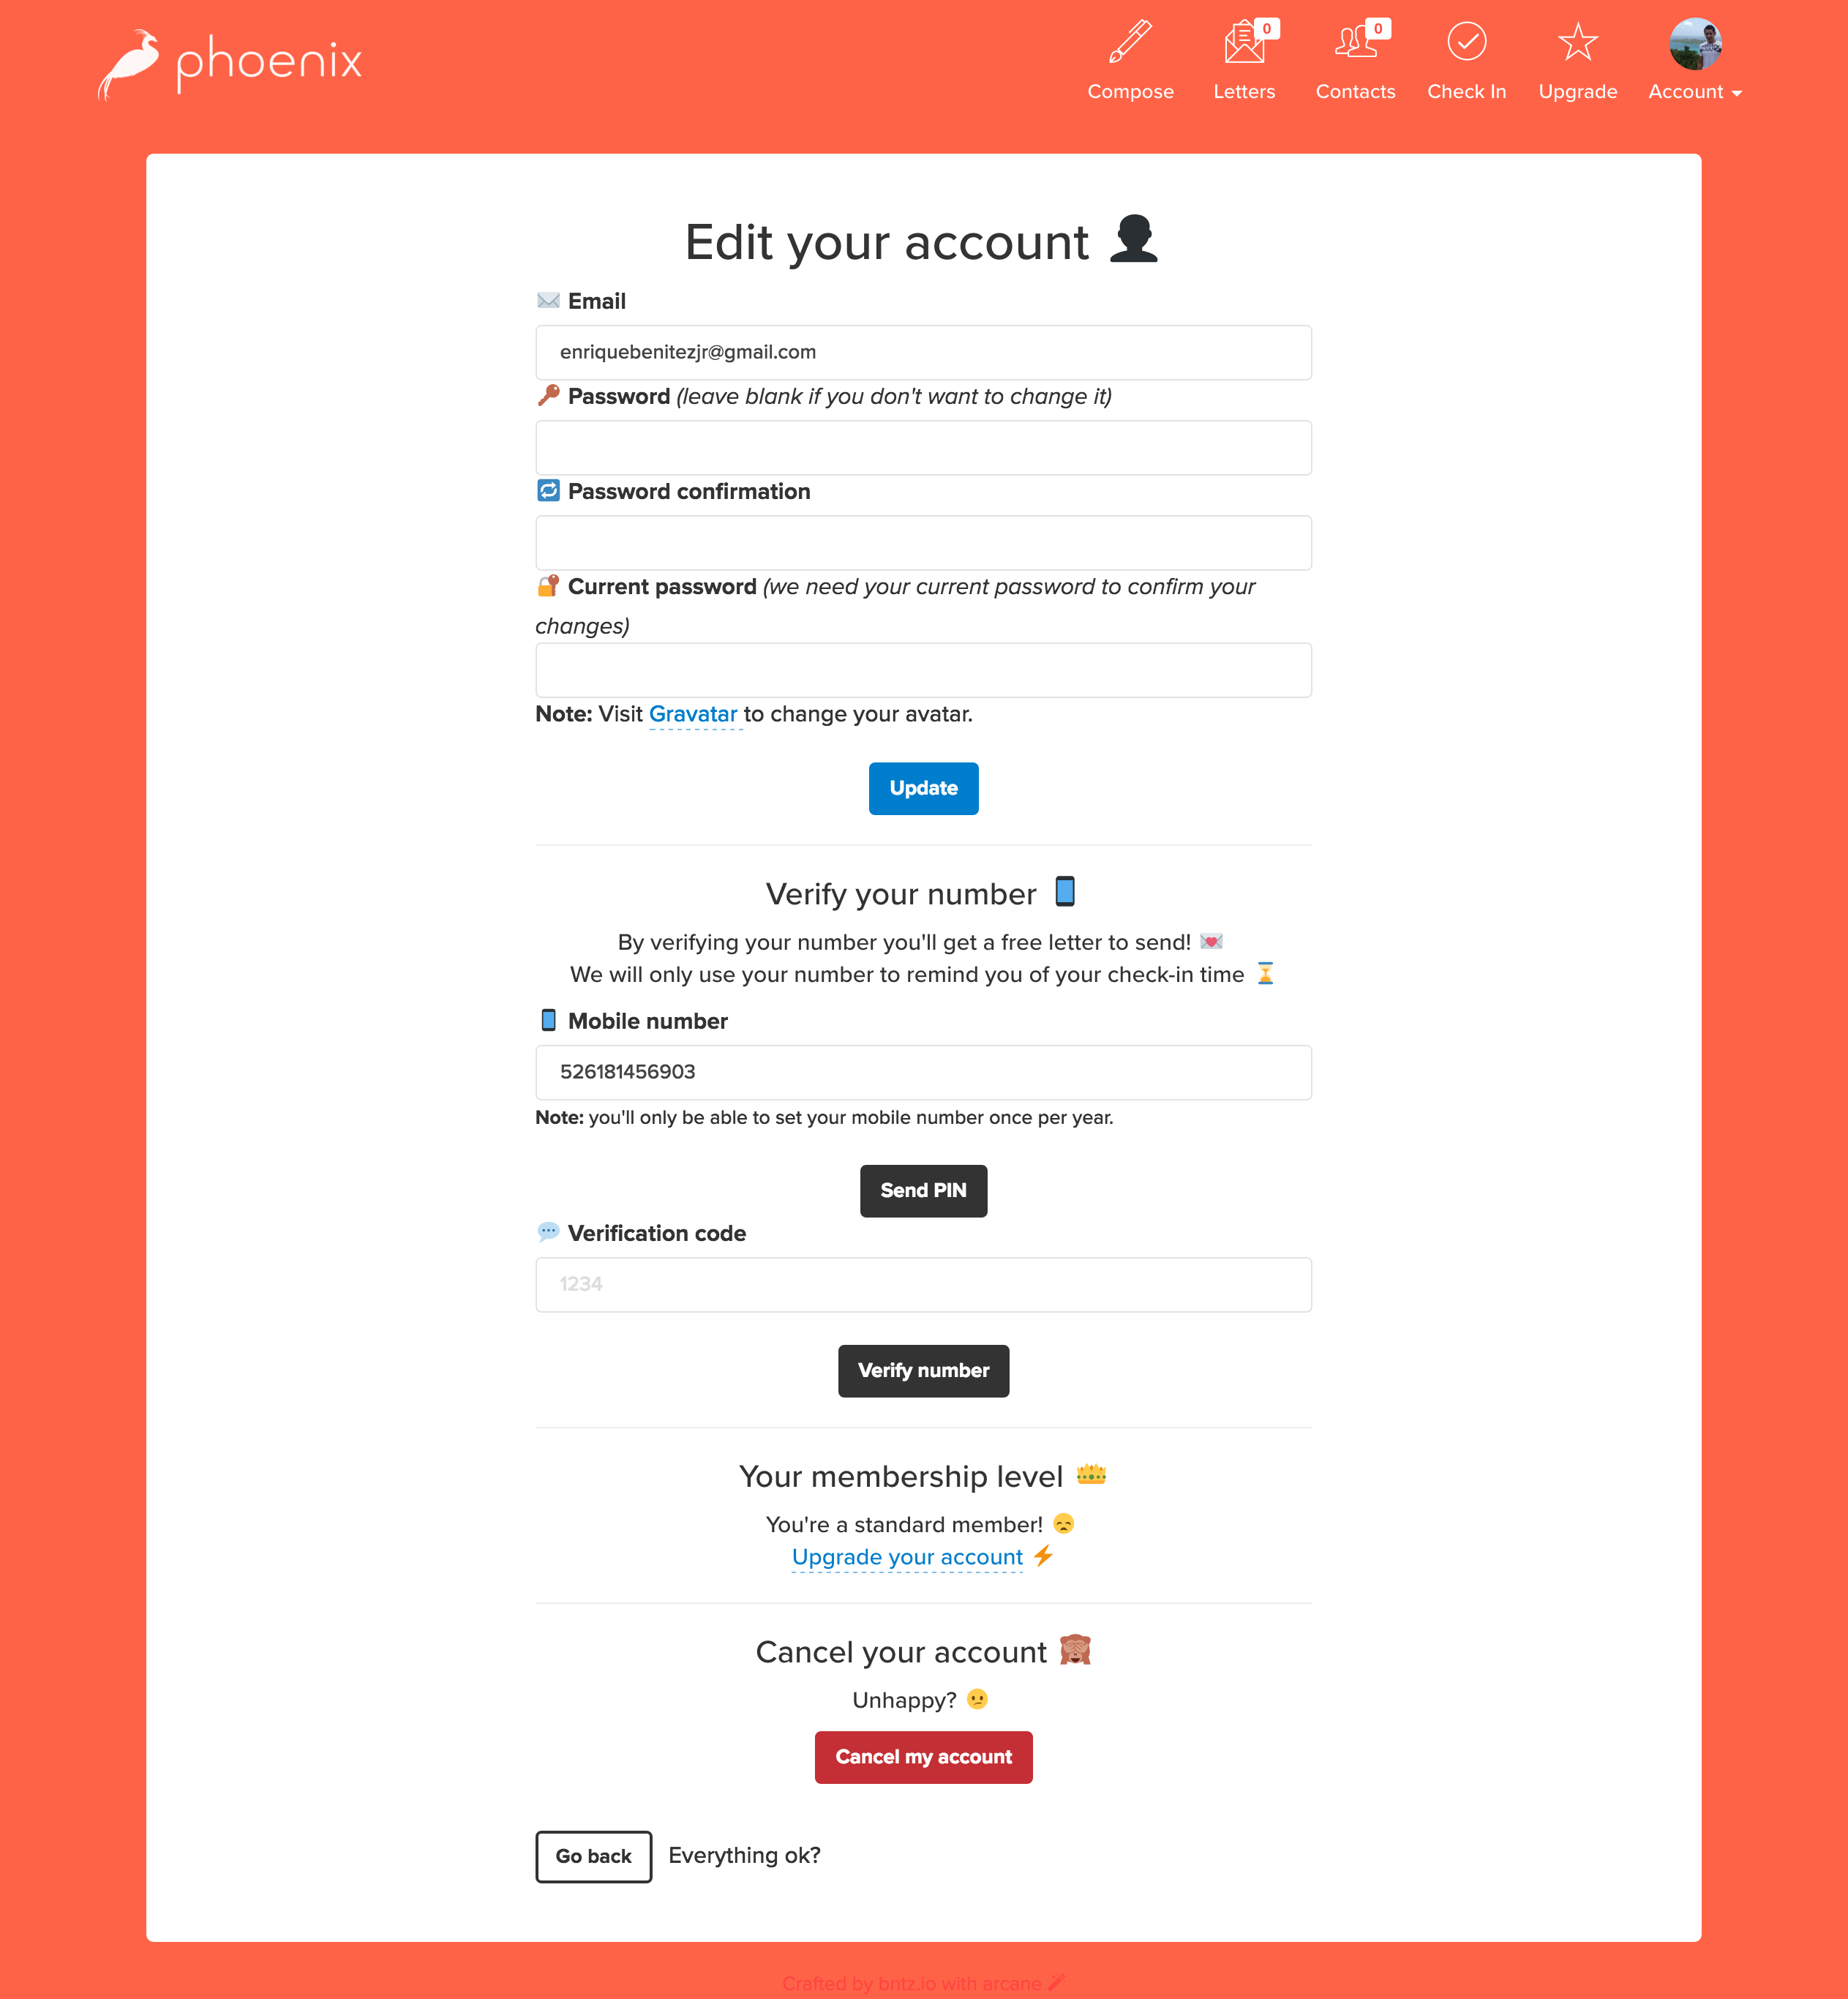 phoenix
0
0
Compose
Letters
Contacts
Check In
Upgrade
Account
Edit your account
Email
enriquebenitezjr@gmail.com
Password (leave blank if you don't want to change it)
Password confirmation
Current password (we need your current password to confirm your
changes)
Note: Visit Gravatar to change your avatar.
Update
Verify your number
By verifying your number you'll get a free letter to send!
We will only use your number to remind you of your check-in time
Mobile number
526181456903
Note: you'll only be able to set your mobile number once per year.
Send PIN
Verification code
1234
Verify number
Your membership level
You're a standard member!
Upgrade your account
Cancel your account
Unhappy?
Cancel my account
Go back Everything ok?
Crafted by bntz.io with arcane